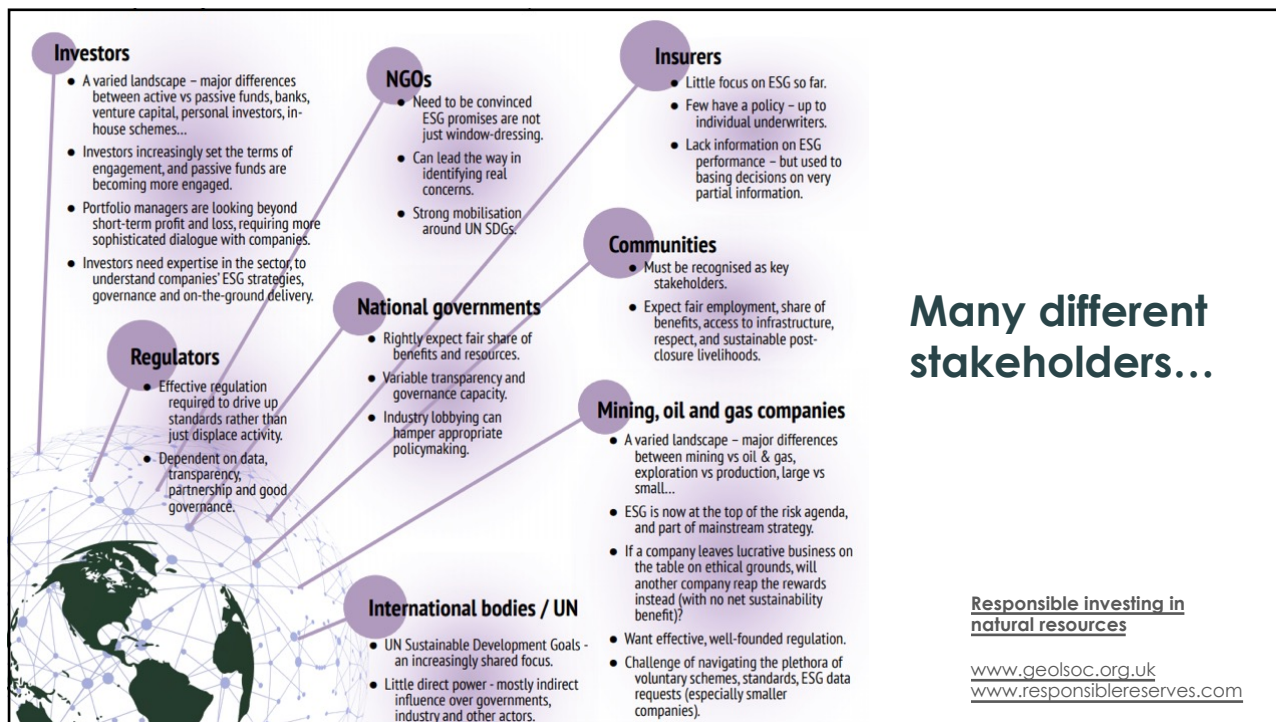 Investors
● A varied landscape – major differences
between active vs passive funds, banks,
venture capital, personal investors, in-
house schemes...
● Investors increasingly set the terms of
engagement, and passive funds are
becoming more engaged.
● Portfolio managers are looking beyond
short-term profit and loss, requiring more
sophisticated dialogue with companies.
● Investors need expertise in the sector, to
understand companies' ESG strategies,
governance and on-the-ground delivery.
NGOs
● Need to be convinced
ESG promises are not
just window-dressing.
● Can lead the way in
identifying real
concerns.
● Strong mobilisation
around UN SDGs.
Insurers
● Little focus on ESG so far.
● Few have a policy – up to
individual underwriters.
● Lack information on ESG
performance – but used to
basing decisions on very
partial information.
Communities
● Must be recognised as key
stakeholders.
● Expect fair employment, share of
benefits, access to infrastructure,
respect, and sustainable post-
closure livelihoods.
National governments
● Rightly expect fair share of
benefits and resources.
● Variable transparency and
governance capacity.
● Industry lobbying can
hamper appropriate
policymaking.
Regulators
● Effective regulation
required to drive up
standards rather than
just displace activity.
● Dependent on data,
transparency,
partnership and good
governance.
Mining, oil and gas companies
● A varied landscape – major differences
between mining vs oil & gas,
exploration vs production, large vs
small...
● ESG is now at the top of the risk agenda,
and part of mainstream strategy.
● If a company leaves lucrative business on
the table on ethical grounds, will
another company reap the rewards
instead (with no net sustainability
benefit)?
● Want effective, well-founded regulation.
● Challenge of navigating the plethora of
voluntary schemes, standards, ESG data
requests (especially smaller
companies).
International bodies / UN
● UN Sustainable Development Goals -
an increasingly shared focus.
● Little direct power - mostly indirect
influence over governments,
industry and other actors.
Many different
stakeholders...
Responsible investing in
natural resources
www.geolsoc.org.uk
www.responsiblereserves.com